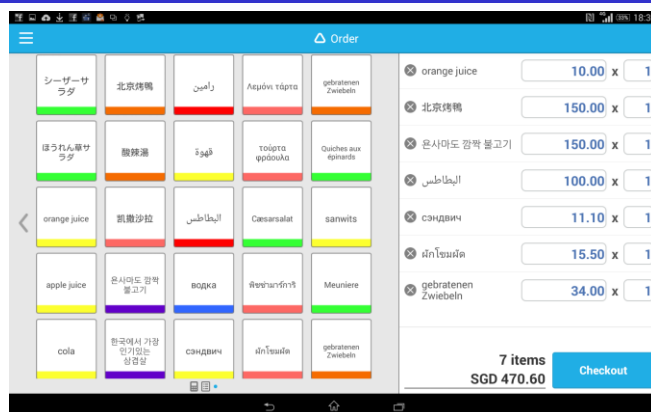 4G 33% 18:3
Order
シーザーサ
ラダ
北京烤鴨
رامين
Λεμόνι τάρτα
gebratenen
Zwiebeln
ほうれん草サ
ラダ
酸辣湯
قهوة
τούρτα
φράουλα
Quiches aux
épinards
orange juice
凱撒沙拉
البطاطس
Cæsarsalat
sanwits
apple juice
은사마도 깜짝
불고기
водка
พิซซ่ามาร์การิ
Meuniere
cola
한국에서 가장
인기있는
삼겹살
сэндвич
ผักโขมผัด
gebratenen
Zwiebeln
orange juice 10.00 x 1
北京烤鴨 150.00 x 1
욘사마도 깜짝 불고기 150.00 x 1
البطاطس 100.00 x 1
сэндвич 11.10 x 1
ผักโขมผัด 15.50 x 1
gebratenen
Zwiebeln 34.00 x 1
7 items
SGD 470.60
Checkout